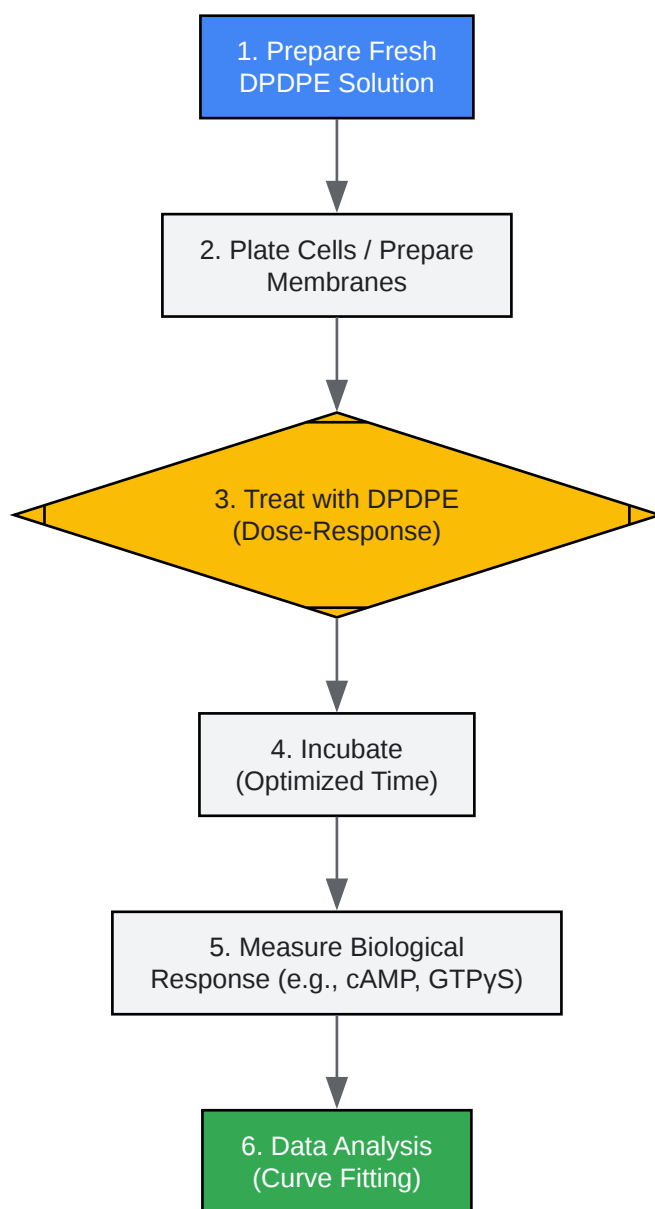 1. Prepare Fresh
DPDPE Solution
2. Plate Cells / Prepare
Membranes
3. Treat with DPDPE
(Dose-Response)
4. Incubate
(Optimized Time)
5. Measure Biological
Response (e.g., cAMP, GTPγS)
6. Data Analysis
(Curve Fitting)